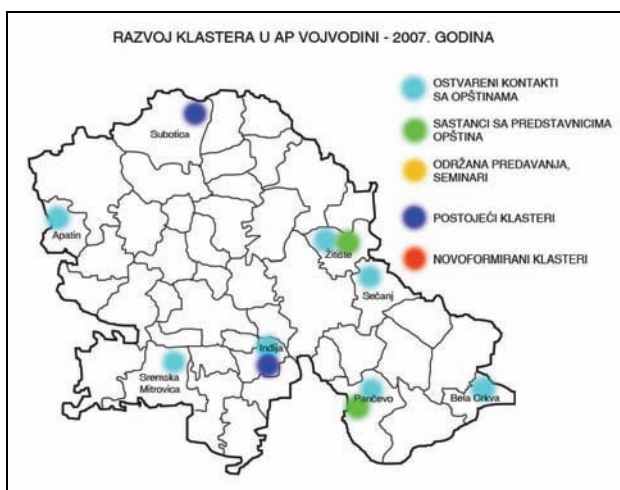 RAZVOJ KLASTERA U AP VOJVODINI - 2007. GODINA
OSTVARENI KONTAKTI
SA OPŠTINAMA
SASTANCI SA PREDSTAVNICIMA
OPŠTINA
ODRŽANA PREDAVANJA,
SEMINARI
POSTOJEĆI KLASTERI
NOVOFORMIRANI KLASTERI
Subotica
Apatin
Žitište
Sečanj
Inđija
Sremska
Mitrovica
Pančevo
Bela Crkva